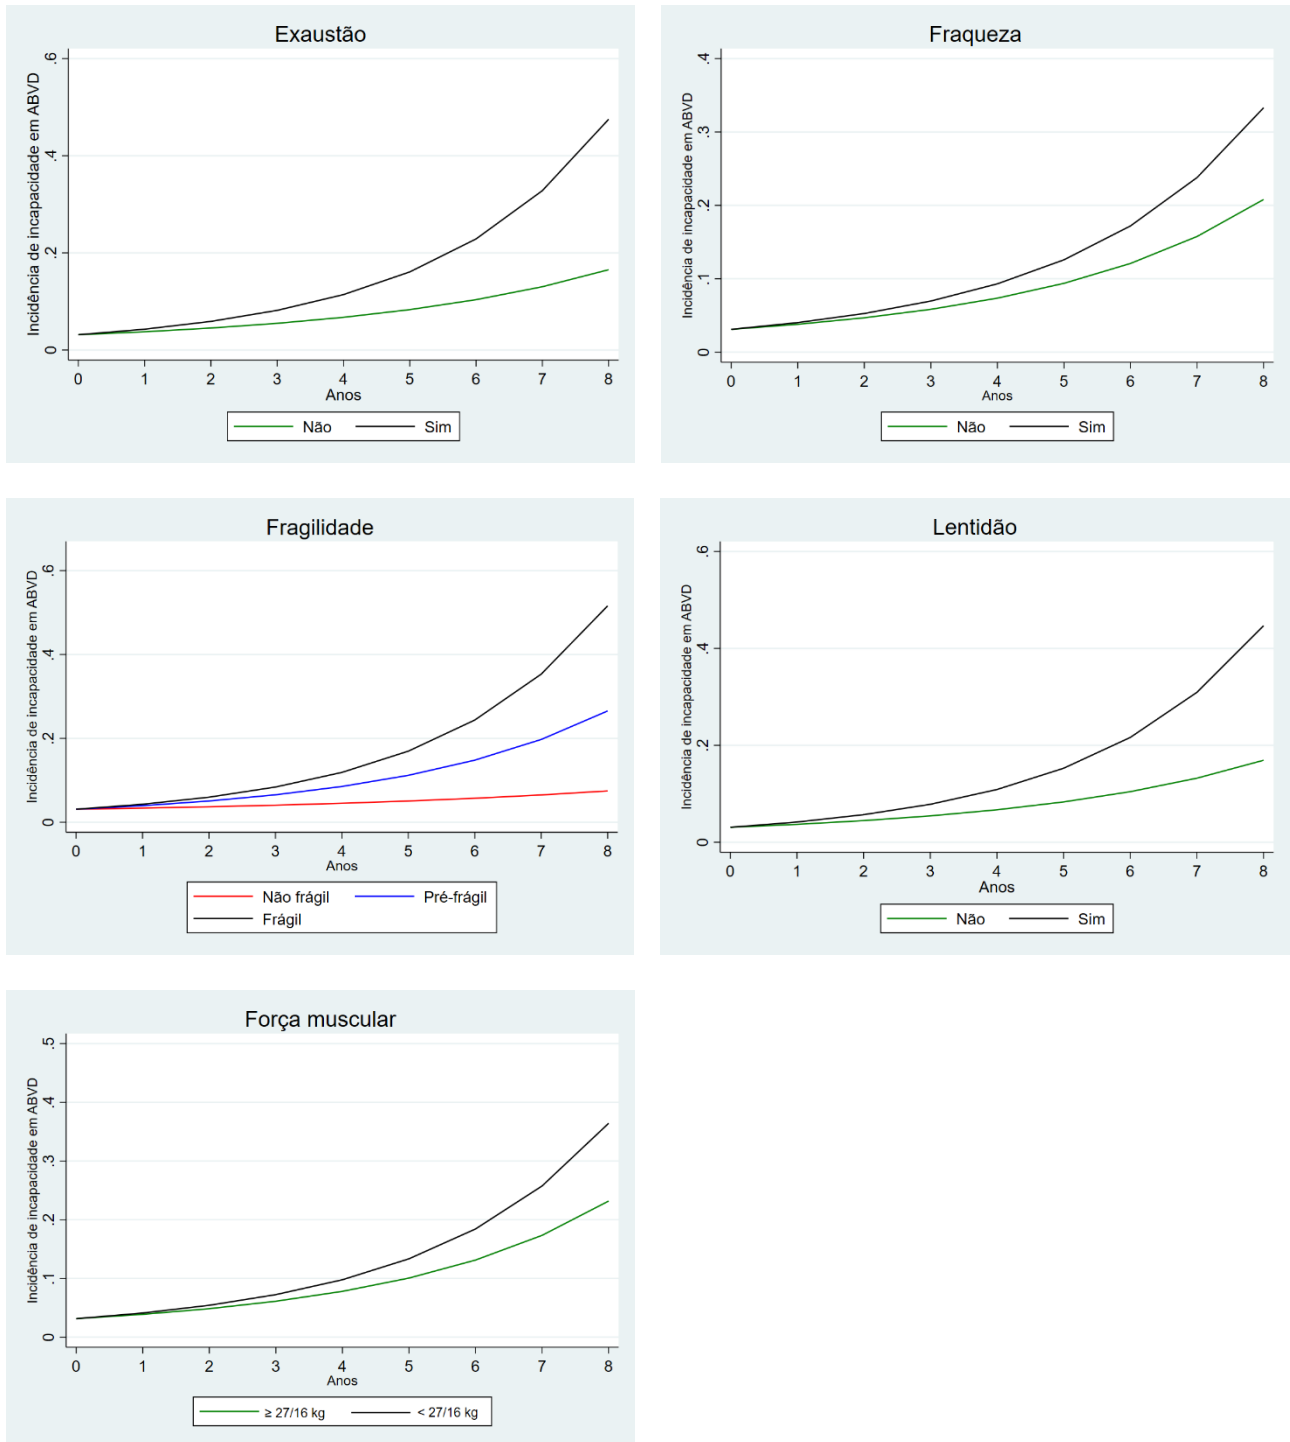 Exaustão
Incidência de incapacidade em ABVD
.6
.4
.2
0
0 1 2 3 4 5 6 7 8
Anos
Não Sim
Fraqueza
Incidência de incapacidade em ABVD
.4
.3
.2
.1
0
0 1 2 3 4 5 6 7 8
Anos
Não Sim
Fragilidade
Incidência de incapacidade em ABVD
.6
.4
.2
0
0 1 2 3 4 5 6 7 8
Anos
Não frágil Pré-frágil
Frágil
Lentidão
Incidência de incapacidade em ABVD
.6
.4
.2
0
0 1 2 3 4 5 6 7 8
Anos
Não Sim
Força muscular
Incidência de incapacidade em ABVD
.5
.4
.3
.2
.1
0
0 1 2 3 4 5 6 7 8
Anos
≥ 27/16 kg < 27/16 kg